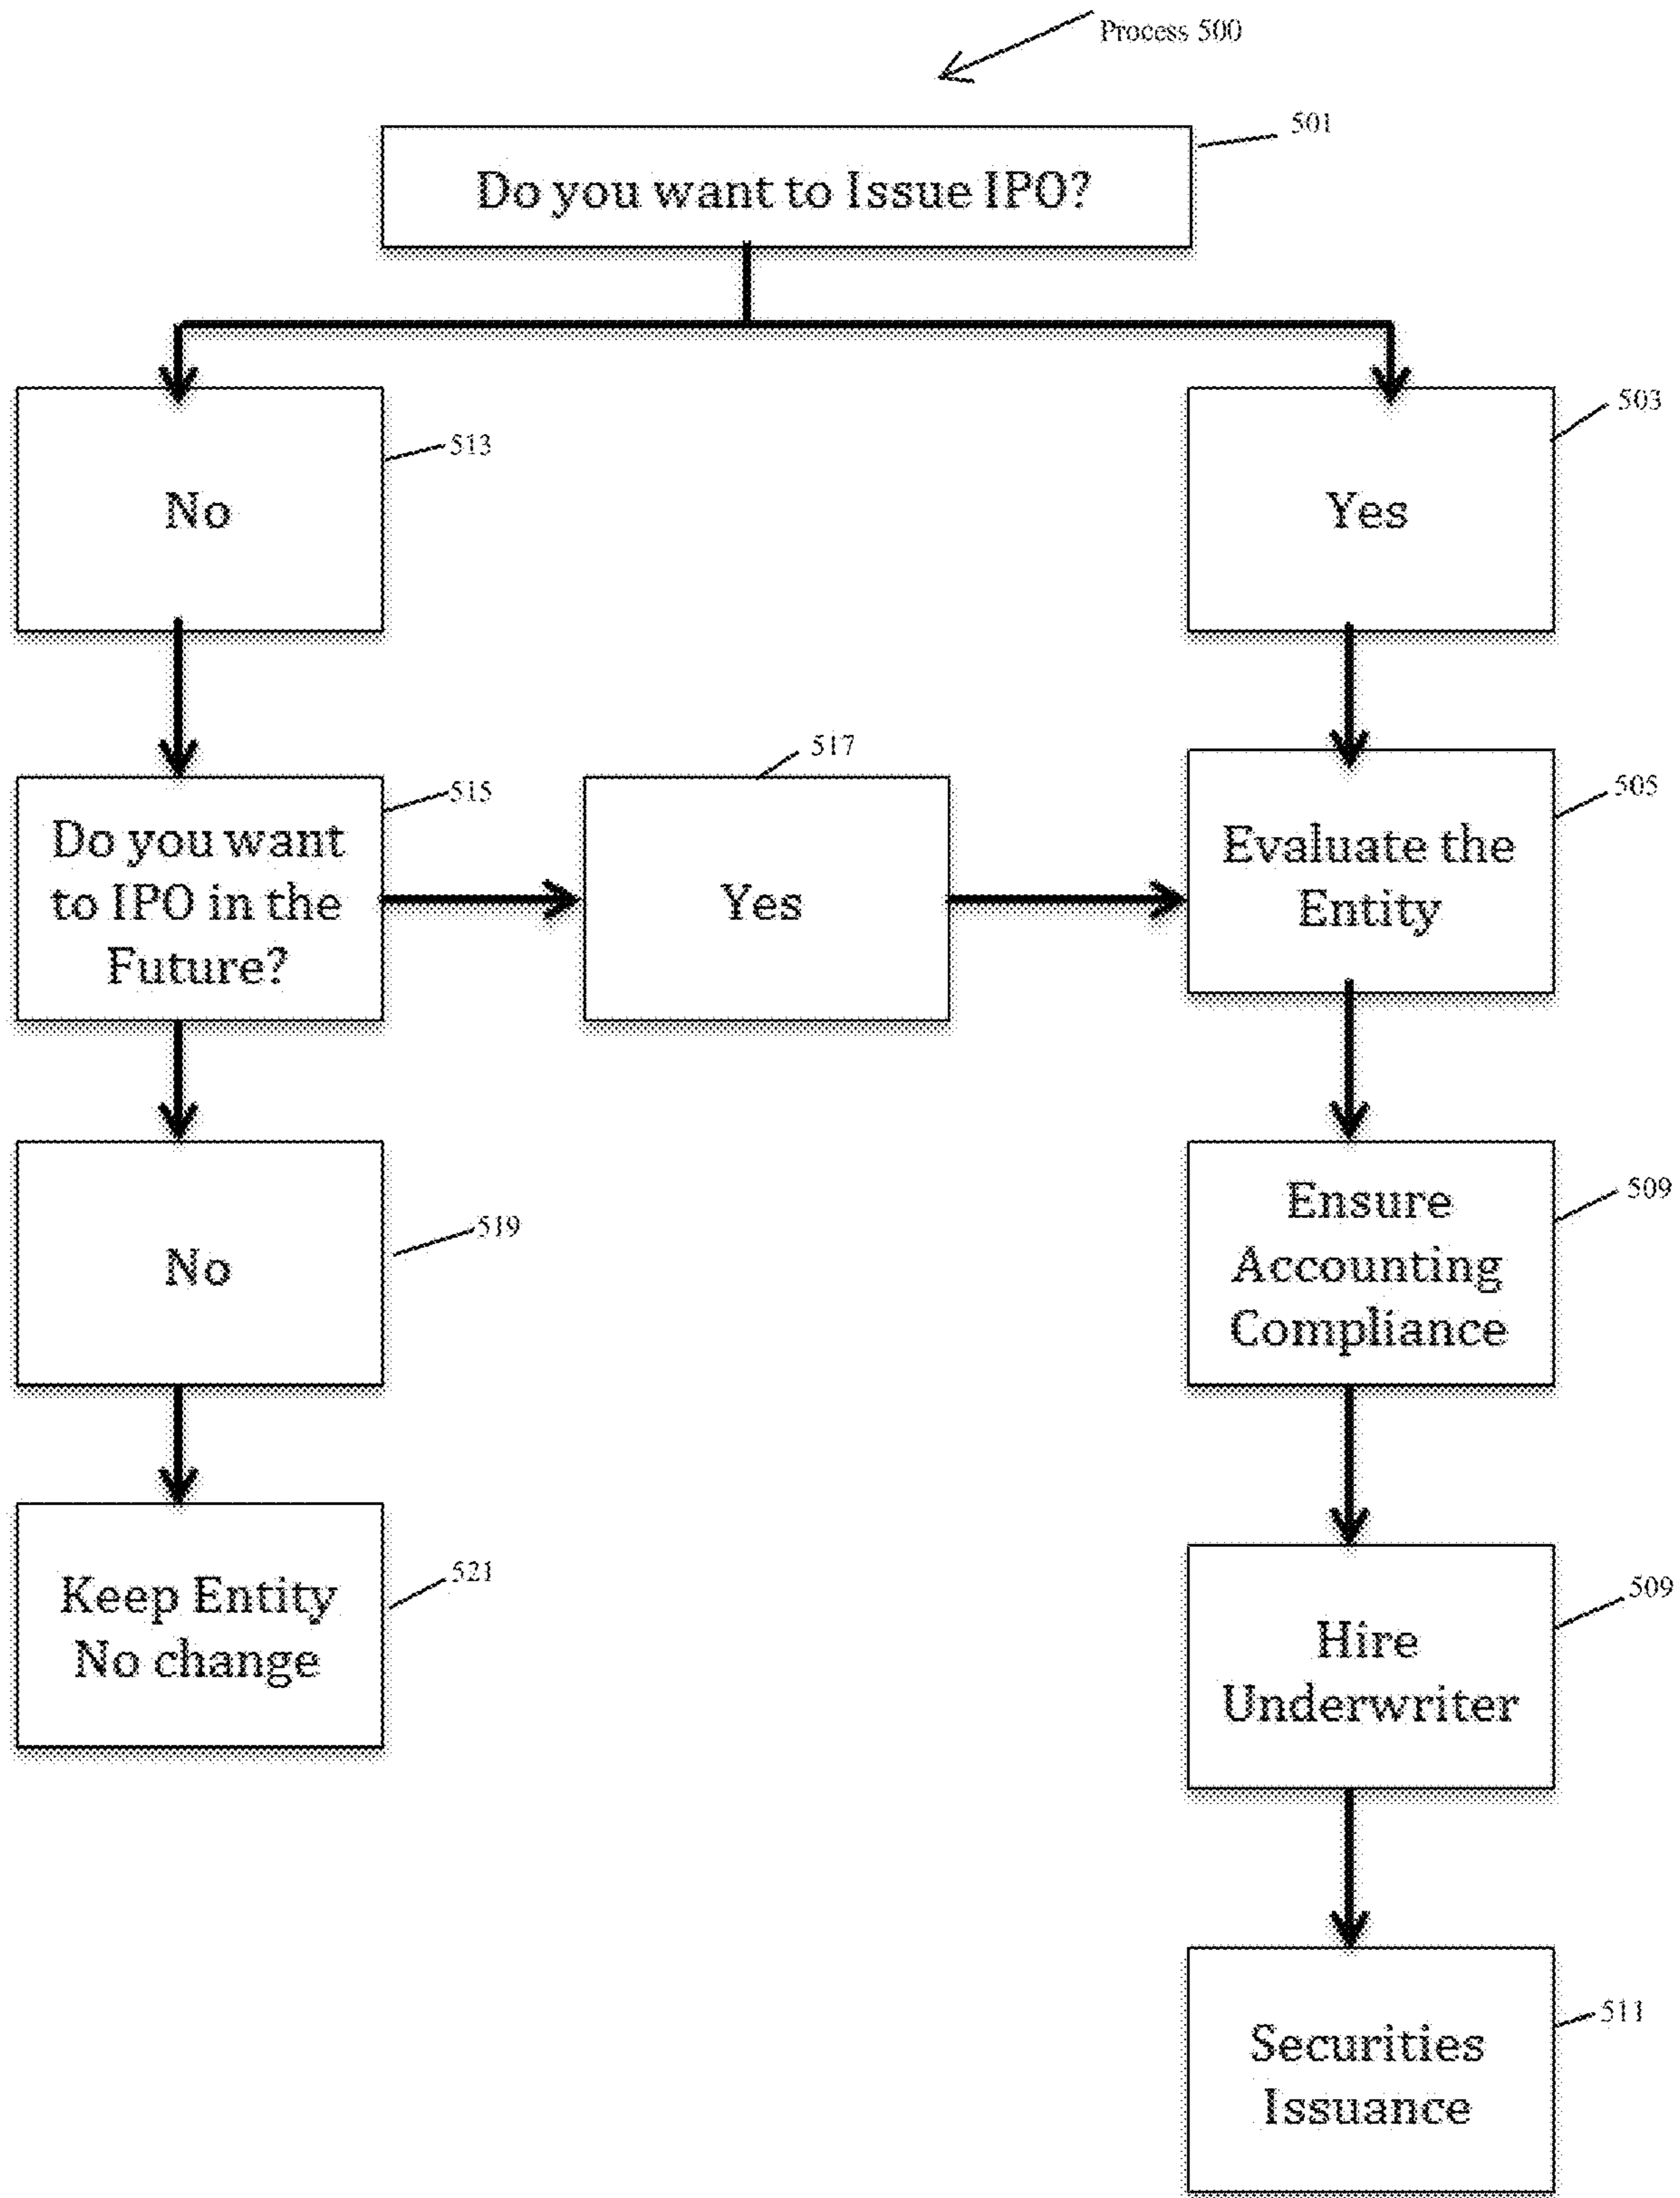 Process 500
501
Do you want to Issue IPO?
513
No
503
Yes
515
Do you want
to IPO in the
Future?
517
Yes
505
Evaluate the
Entity
519
No
509
Ensure
Accounting
Compliance
521
Keep Entity
No change
509
Hire
Underwriter
511
Securities
Issuance